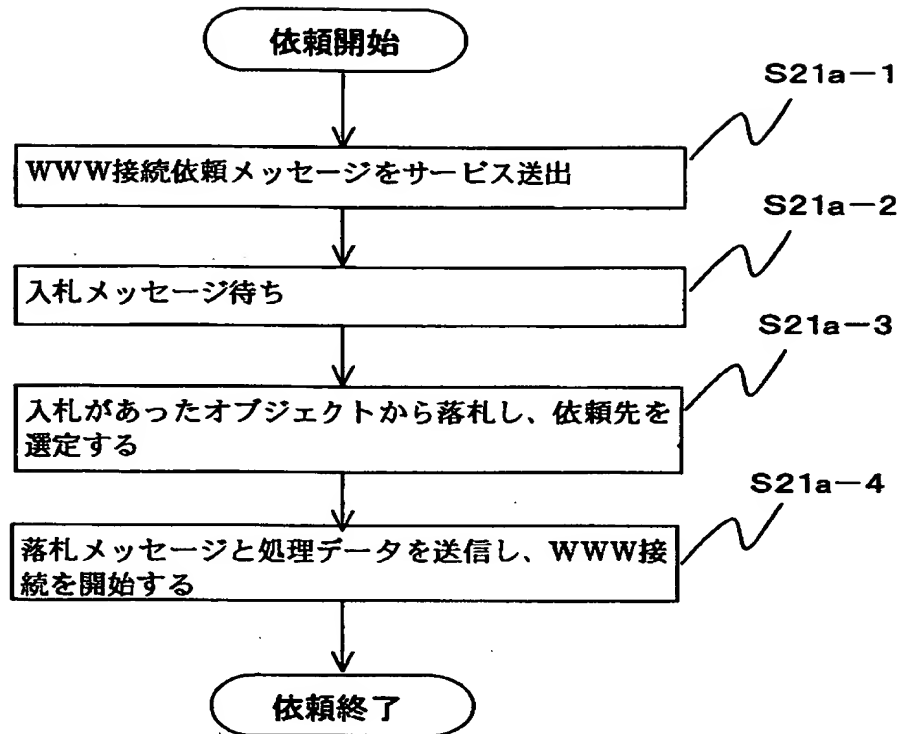 依頼開始
S21a－1
WWW接続依頼メッセージをサービス送出
S21a－2
入札メッセージ待ち
S21a－3
入札があったオブジェクトから落札し、依頼先を
選定する
S21a－4
落札メッセージと処理データを送信し、WWW接
続を開始する
依頼終了